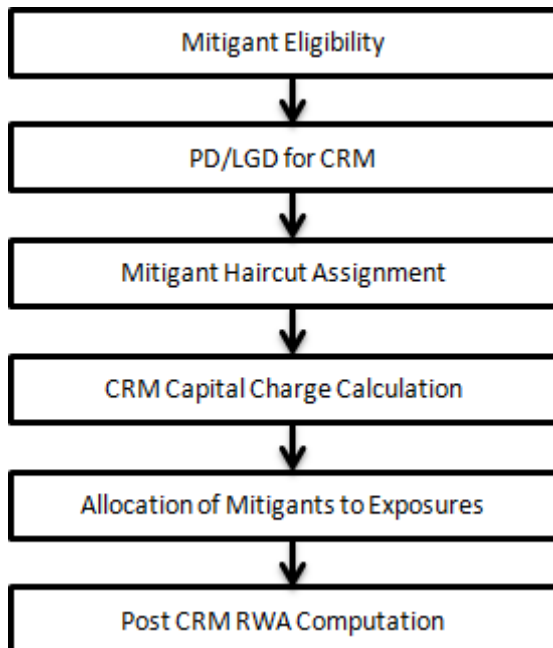 Mitigant Eligibility
PD/LGD for CRM
Mitigant Haircut Assignment
CRM Capital Charge Calculation
Allocation of Mitigants to Exposures
Post CRM RWA Computation